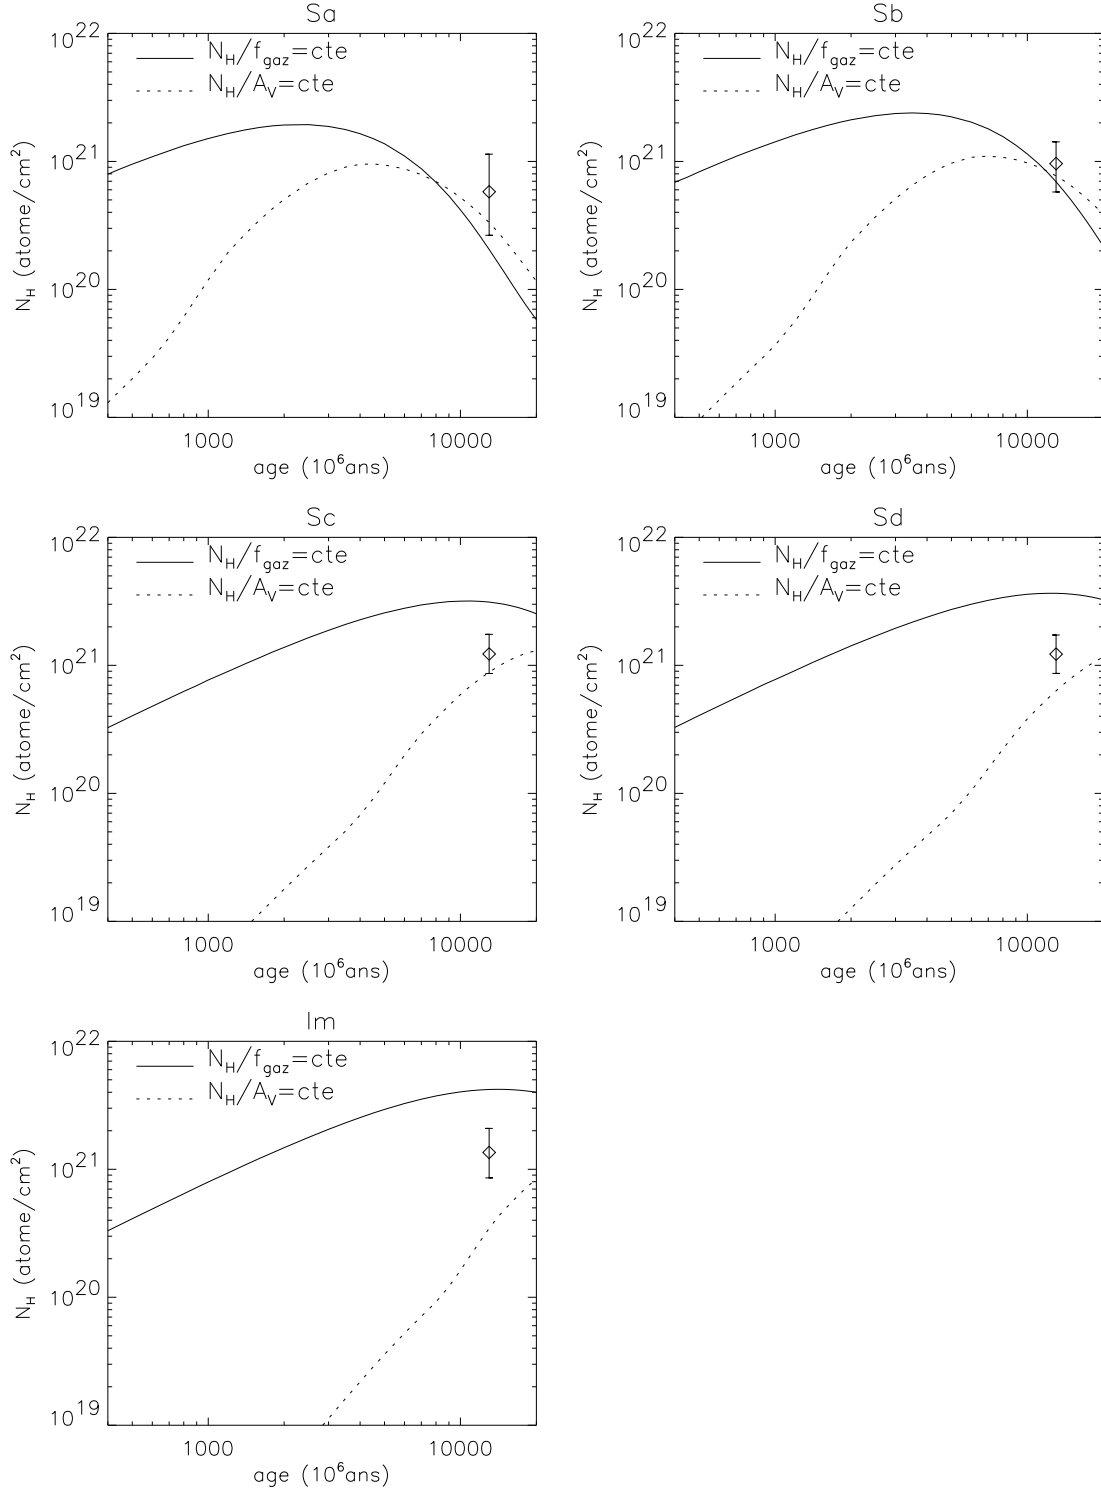 Sa
N_H/f_gaz=cte
N_H/A_V=cte
10^22
10^21
10^20
10^19
N_H (atome/cm^2)
1000 10000
age (10^6ans)
Sb
N_H/f_gaz=cte
N_H/A_V=cte
10^22
10^21
10^20
10^19
N_H (atome/cm^2)
1000 10000
age (10^6ans)
Sc
N_H/f_gaz=cte
N_H/A_V=cte
10^22
10^21
10^20
10^19
N_H (atome/cm^2)
1000 10000
age (10^6ans)
Sd
N_H/f_gaz=cte
N_H/A_V=cte
10^22
10^21
10^20
10^19
N_H (atome/cm^2)
1000 10000
age (10^6ans)
Im
N_H/f_gaz=cte
N_H/A_V=cte
10^22
10^21
10^20
10^19
N_H (atome/cm^2)
1000 10000
age (10^6ans)